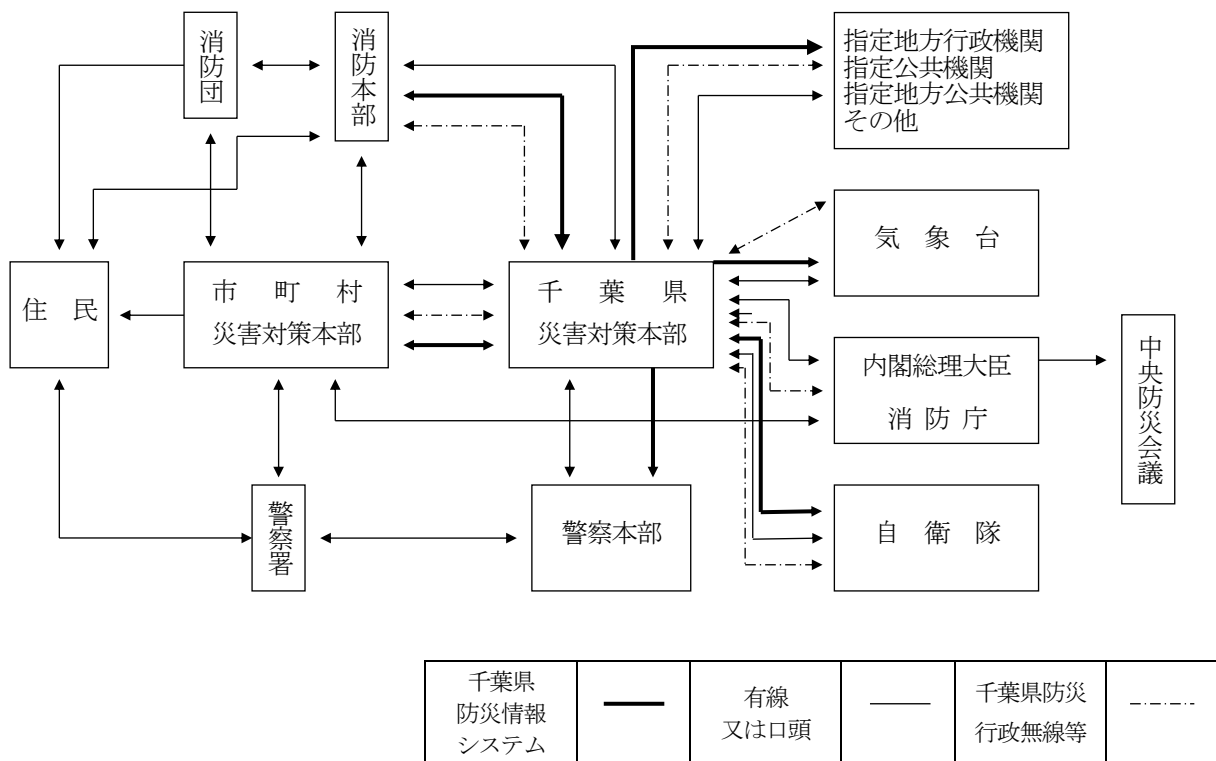 消防団
消防本部
指定地方行政機関
指定公共機関
指定地方公共機関
その他
気象台
住民
市町村
災害対策本部
千葉県
災害対策本部
内閣総理大臣
消防庁
中央防災会議
警察署
警察本部
自衛隊
千葉県
防災情報
システム
有線
又は口頭
千葉県防災
行政無線等